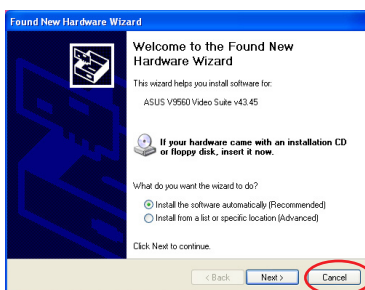 Found New Hardware Wizard
Welcome to the Found New
Hardware Wizard
This wizard helps you install software for:
ASUS V9560 Video Suite v43.45
If your hardware came with an installation CD
or floppy disk, insert it now.
What do you want the wizard to do?
Install the software automatically (Recommended)
Install from a list or specific location (Advanced)
Click Next to continue.
< Back Next > Cancel